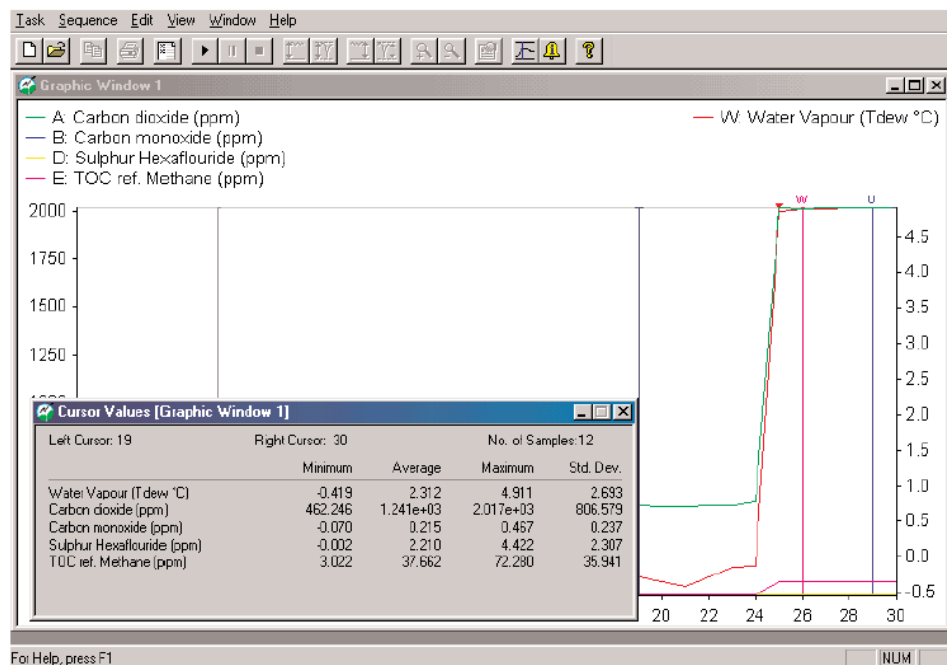 Task Sequence Edit View Window Help
Graphic Window 1
A: Carbon dioxide (ppm)
B: Carbon monoxide (ppm)
D: Sulphur Hexaflouride (ppm)
E: TOC ref. Methane (ppm)
W: Water Vapour (Tdew °C)
W U
2000
1750
1500
1250
4.5
4.0
3.5
3.0
2.5
2.0
1.5
1.0
0.5
0.0
-0.5
Cursor Values [Graphic Window 1]
Left Cursor: 19 Right Cursor: 30 No. of Samples:12
Minimum Average Maximum Std. Dev.
Water Vapour (Tdew °C) -0.419 2.312 4.911 2.693
Carbon dioxide (ppm) 462.246 1.241e+03 2.017e+03 806.579
Carbon monoxide (ppm) -0.070 0.215 0.467 0.237
Sulphur Hexaflouride (ppm) -0.002 2.210 4.422 2.307
TOC ref. Methane (ppm) 3.022 37.662 72.280 35.941
20 22 24 26 28 30
For Help, press F1 NUM